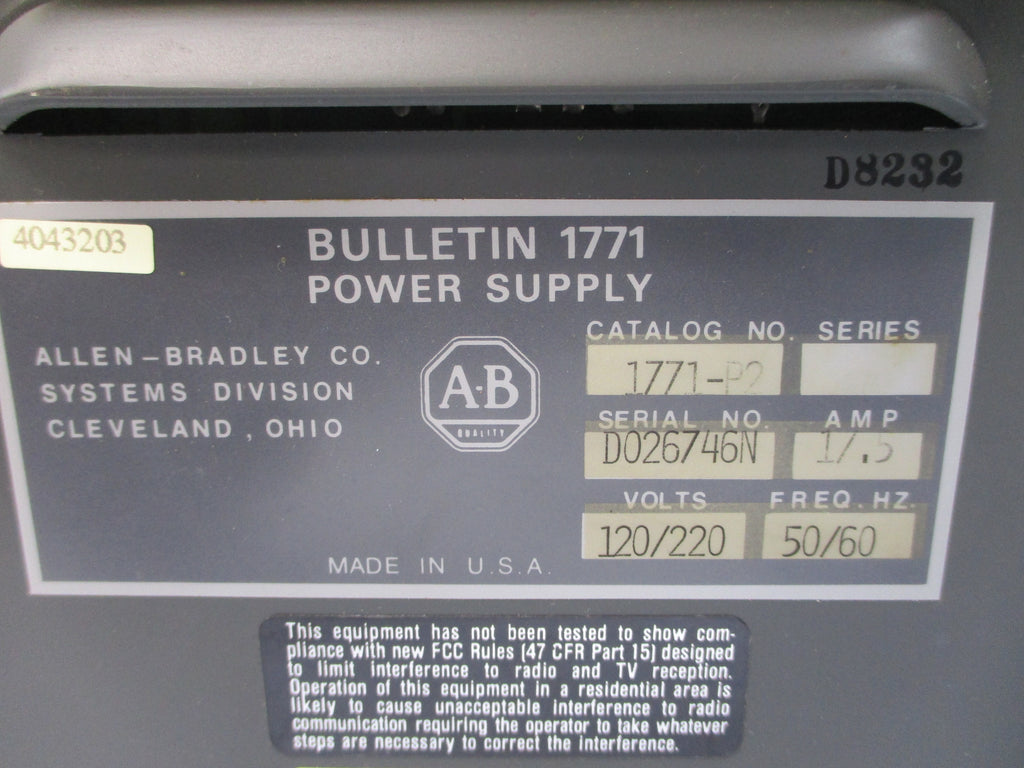 D8232
4043203
BULLETIN 1771
POWER SUPPLY
CATALOG NO. SERIES
1771-P2
ALLEN-BRADLEY CO.
SYSTEMS DIVISION
CLEVELAND, OHIO
A-B
QUALITY
SERIAL NO. AMP
D026746N 1/.5
VOLTS FREQ. HZ.
120/220 50/60
MADE IN U.S.A.
This equipment has not been tested to show com-
pliance with new FCC Rules (47 CFR Part 15) designed
to limit interference to radio and TV reception.
Operation of this equipment in a residential area is
likely to cause unacceptable interference to radio
communication requiring the operator to take whatever
steps are necessary to correct the interference.